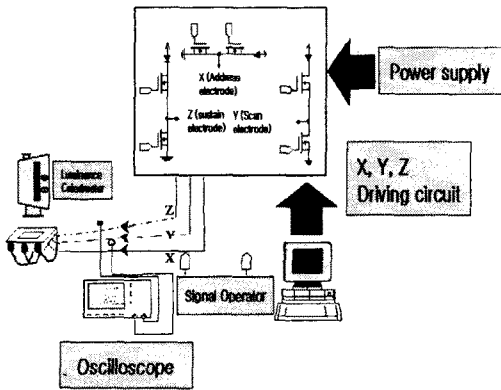 X (Address
electrode)
Z (sustain Y (Scan
electrode) electrode)
Power supply
X, Y, Z
Driving circuit
Luminance
Colorimeter
Z
Y
X
Signal Operator
Oscilloscope